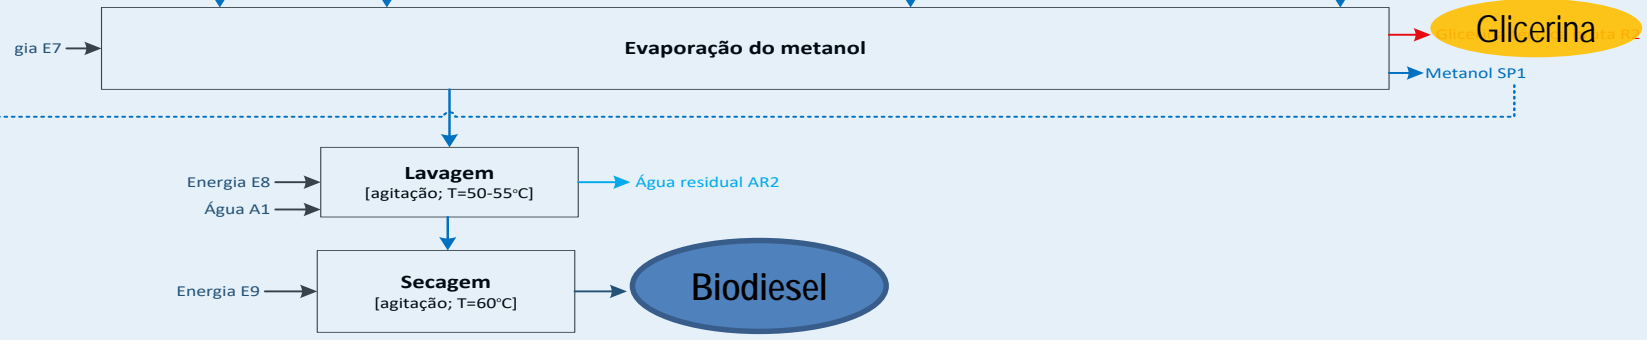 gia E7
Evaporação do metanol
Glicerina
Metanol SP1
Lavagem
[agitação; T=50-55°C]
Energia E8
Água A1
Água residual AR2
Secagem
[agitação; T=60°C]
Energia E9
Biodiesel